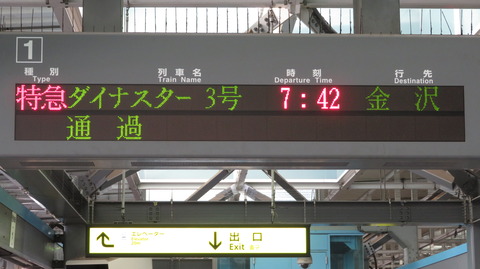 1
種別 列車名 時刻 行先
Type Train Name Departure Time Destination
特急 ダイナスター 3号 7:42 金沢
通過
エレベーター 出口
Exit